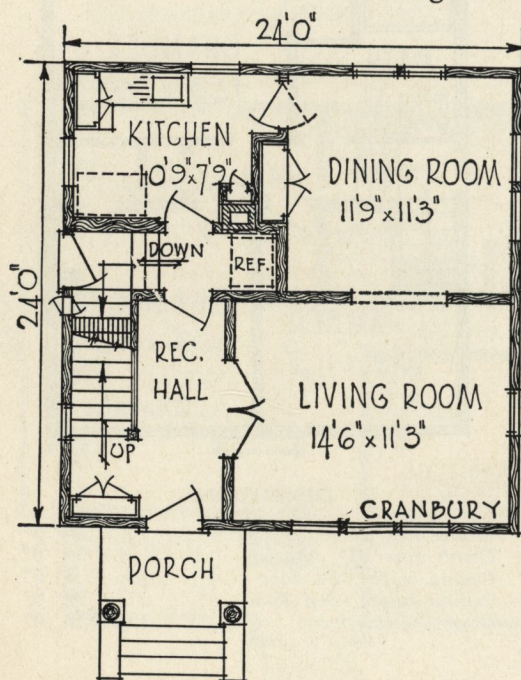 24'0"
KITCHEN
10'9"x7'9"
DINING ROOM
11'9"x11'3"
DOWN
REF.
24'0"
REC.
HALL
LIVING ROOM
14'6"x11'3"
UP
CRANBURY
PORCH